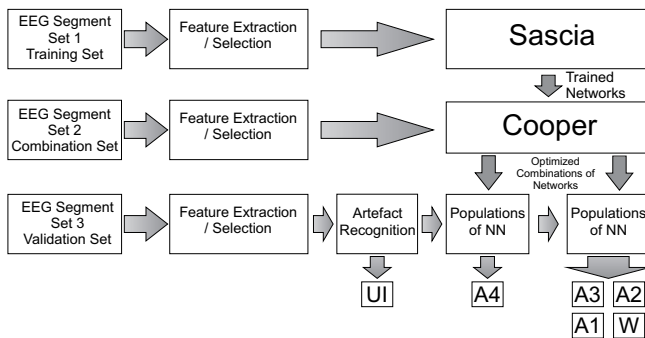 EEG Segment
Set 1
Training Set
Feature Extraction
/ Selection
Sascia
Trained
Networks
EEG Segment
Set 2
Combination Set
Feature Extraction
/ Selection
Cooper
Optimized
Combinations of
Networks
EEG Segment
Set 3
Validation Set
Feature Extraction
/ Selection
Artefact
Recognition
Populations
of NN
Populations
of NN
UI
A4
A3
A2
A1
W